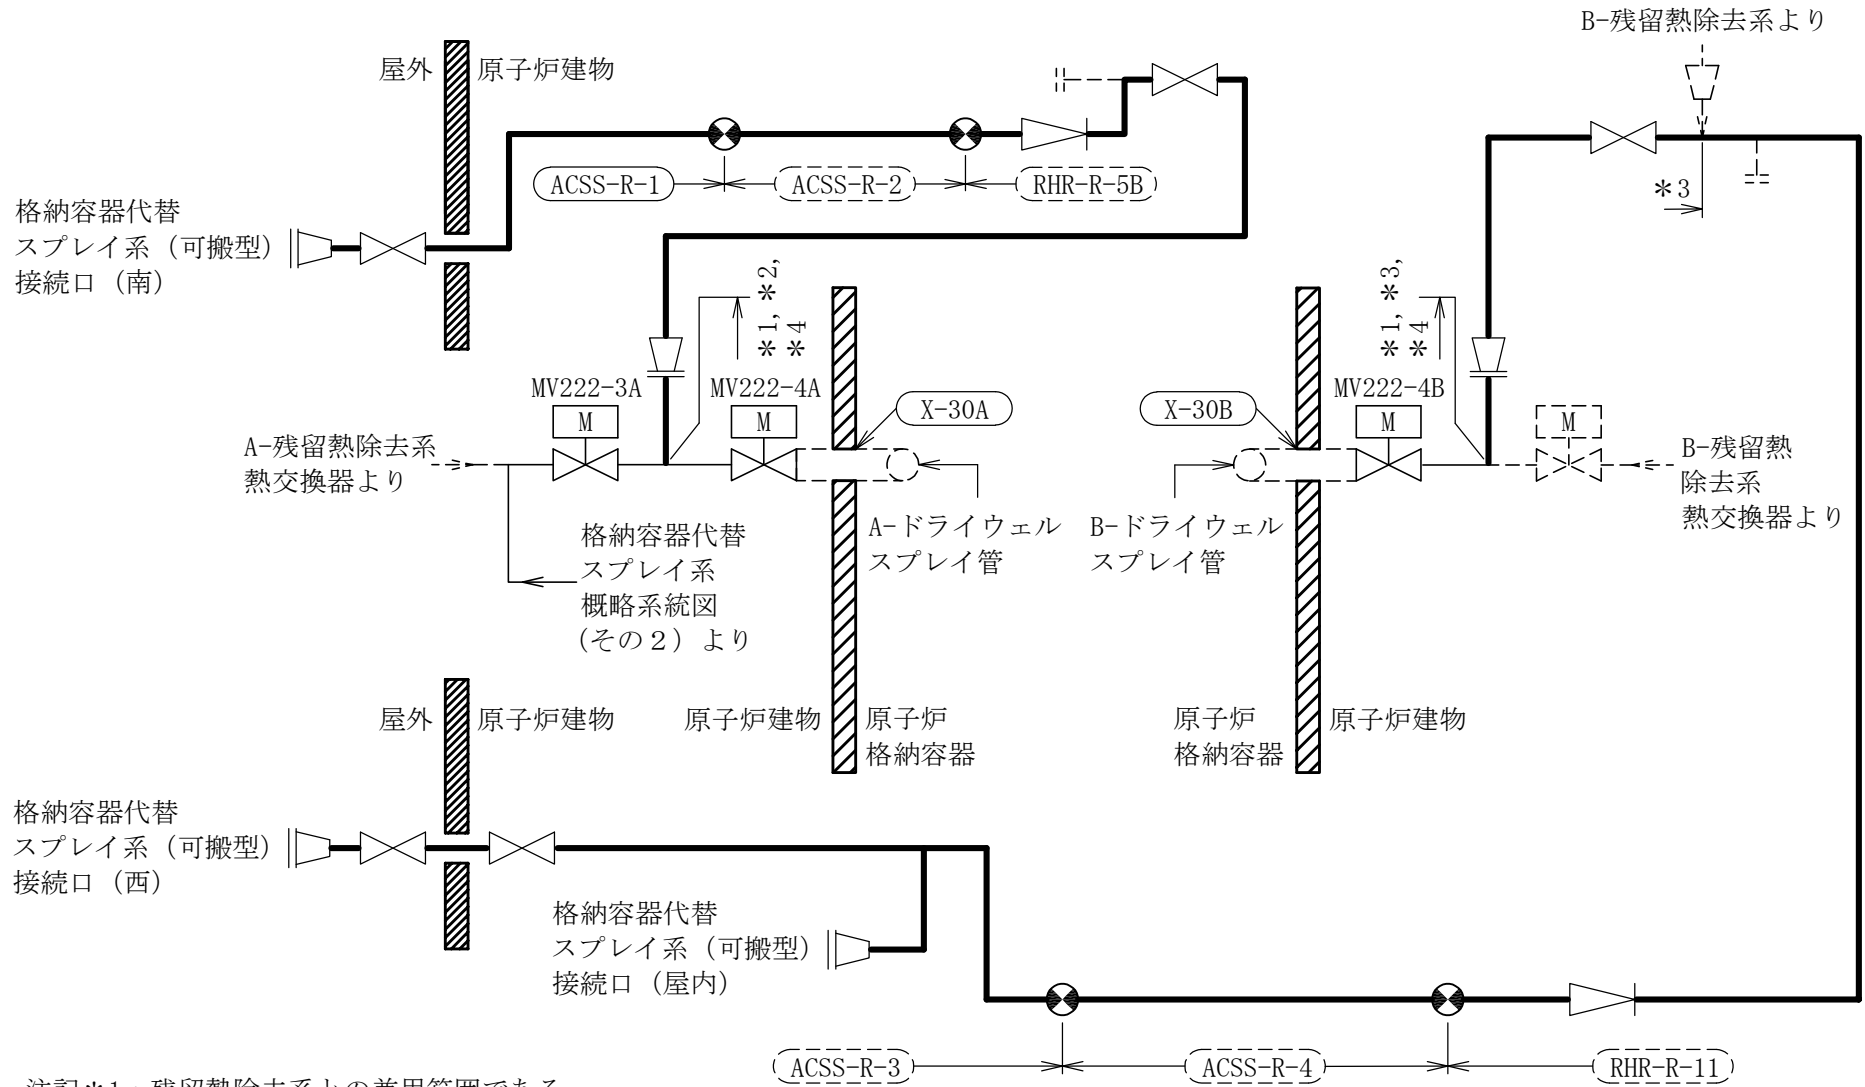 B-残留熱除去系より
屋外
原子炉建物
ACSS-R-1
ACSS-R-2
RHR-R-5B
＊3
格納容器代替
スプレイ系（可搬型）
接続口（南）
＊1, ＊2,
＊4
＊1, ＊3,
＊4
MV222-3A
M
MV222-4A
M
X-30A
X-30B
MV222-4B
M
M
A-残留熱除去系
熱交換器より
B-残留熱
除去系
熱交換器より
格納容器代替
スプレイ系
概略系統図
（その２）より
A-ドライウェル
スプレイ管
B-ドライウェル
スプレイ管
屋外
原子炉建物
原子炉建物
原子炉
格納容器
原子炉
格納容器
原子炉建物
格納容器代替
スプレイ系（可搬型）
接続口（西）
格納容器代替
スプレイ系（可搬型）
接続口（屋内）
ACSS-R-3
ACSS-R-4
RHR-R-11